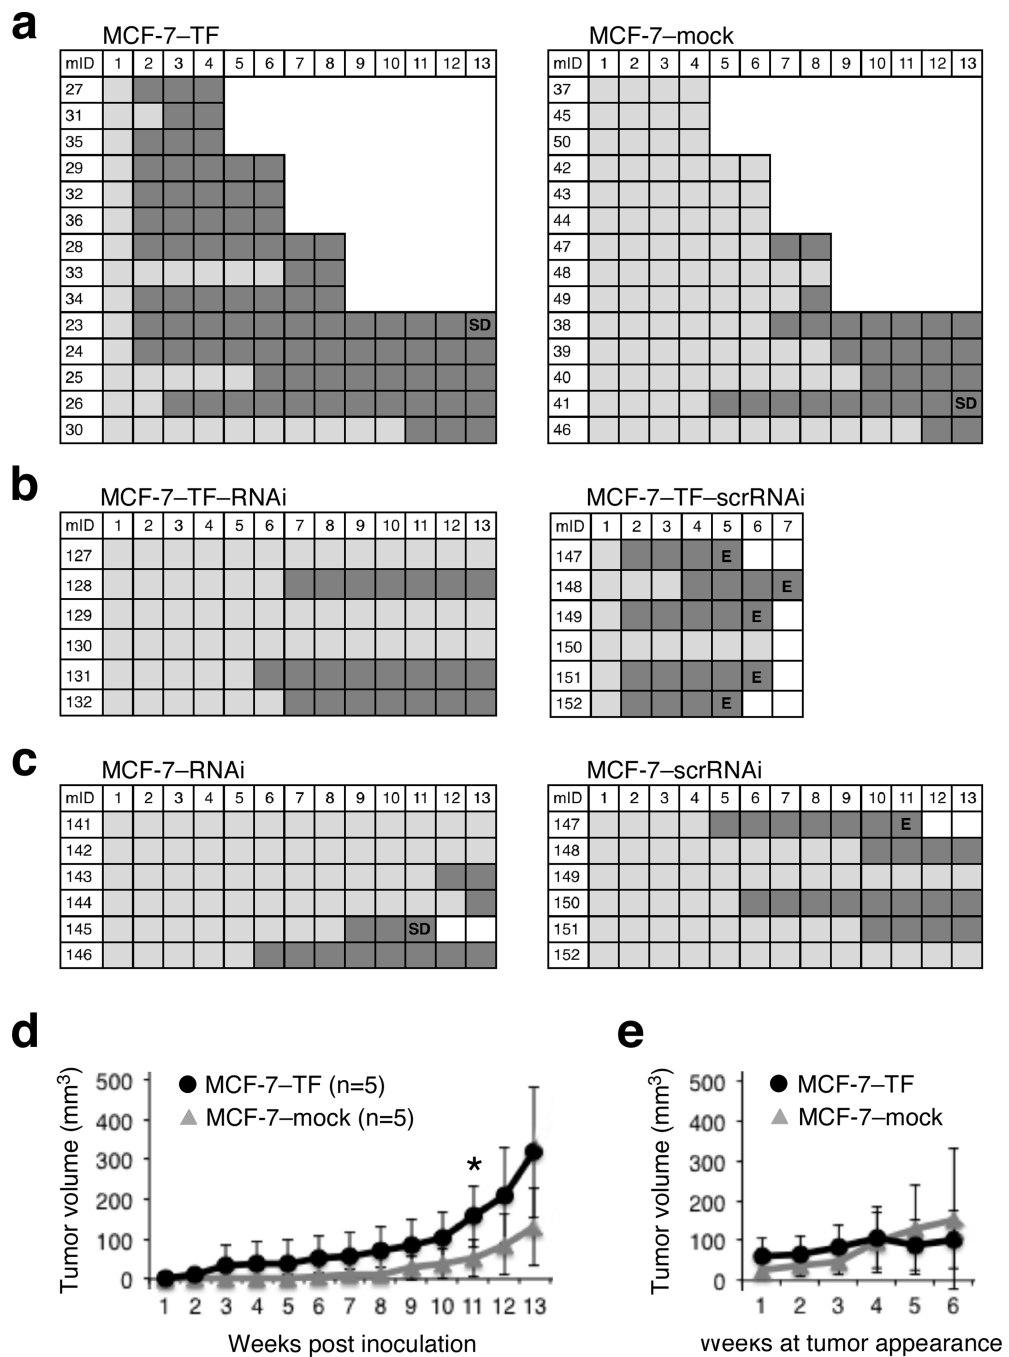 a
MCF-7–TF
mID 1 2 3 4 5 6 7 8 9 10 11 12 13
27
31
35
29
32
36
28
33
34
23 SD
24
25
26
30
MCF-7–mock
mID 1 2 3 4 5 6 7 8 9 10 11 12 13
37
45
50
42
43
44
47
48
49
38
39
40
41 SD
46
b
MCF-7–TF–RNAi
mID 1 2 3 4 5 6 7 8 9 10 11 12 13
127
128
129
130
131
132
MCF-7–TF–scrRNAi
mID 1 2 3 4 5 6 7
147 E
148 E
149 E
150
151 E
152 E
c
MCF-7–RNAi
mID 1 2 3 4 5 6 7 8 9 10 11 12 13
141
142
143
144
145 SD
146
MCF-7–scrRNAi
mID 1 2 3 4 5 6 7 8 9 10 11 12 13
147 E
148
149
150
151
152
d
Tumor volume (mm³)
500
400
300
200
100
0
MCF-7–TF (n=5)
MCF-7–mock (n=5)
*
1 2 3 4 5 6 7 8 9 10 11 12 13
Weeks post inoculation
e
Tumor volume (mm³)
500
400
300
200
100
0
MCF-7–TF
MCF-7–mock
1 2 3 4 5 6
Weeks at tumor appearance